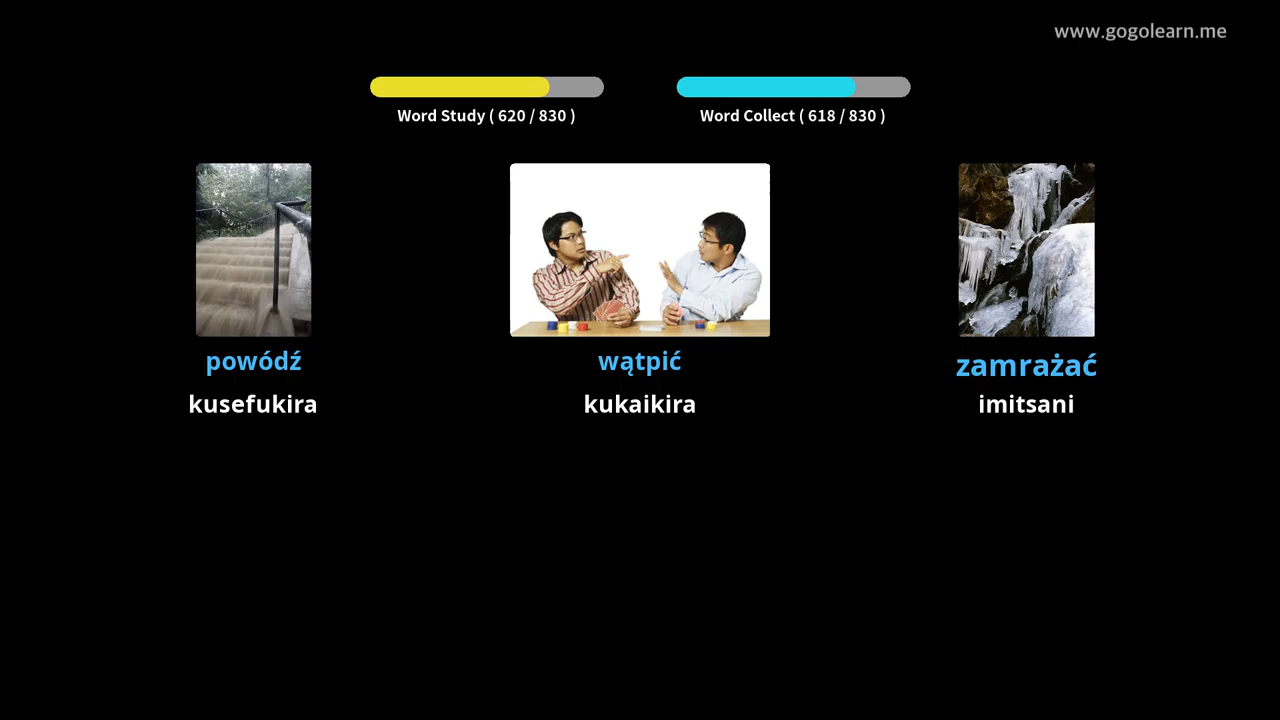 www.gogolearn.me
Word Study ( 620 / 830 )
Word Collect ( 618 / 830 )
powódź
wątpić
zamrażać
kusefukira
kukaikira
imitsani